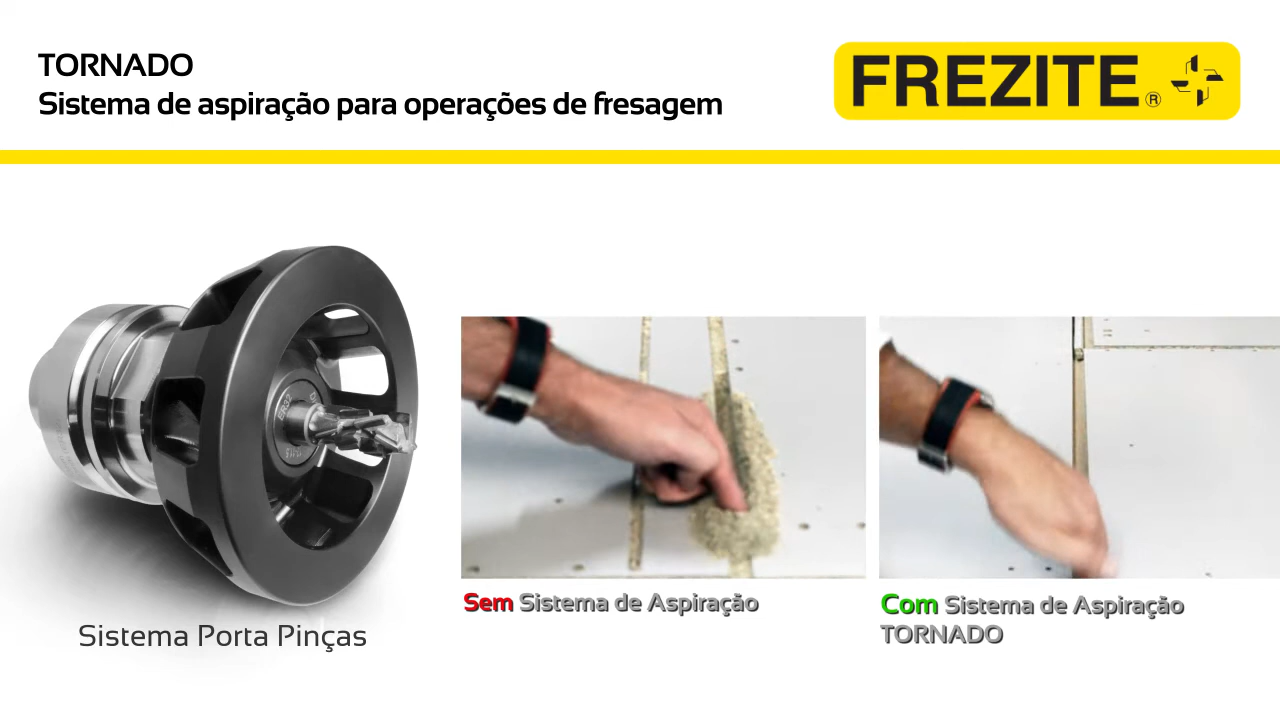 TORNADO
Sistema de aspiração para operações de fresagem
FREZITE ®
ER32
Sistema Porta Pinças
Sem Sistema de Aspiração
Com Sistema de Aspiração
TORNADO